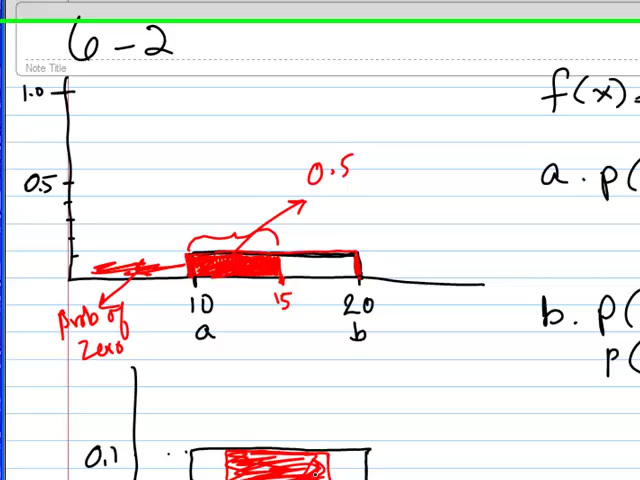 6-2
Note Title
1.0
f(x)=
0.5
0.5
a. p(
10 15 20
a b
prob of
zero
b. p(
p(
0.1